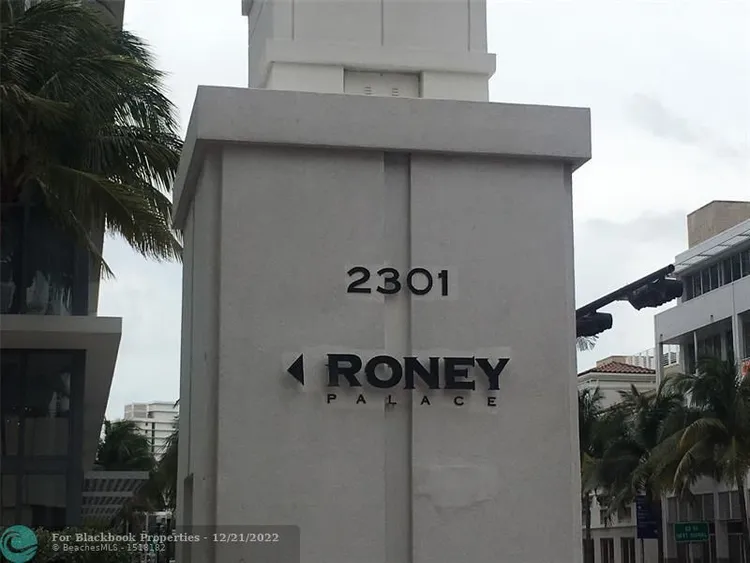 2301
RONEY
PALACE
For Blackbook Properties - 12/21/2022
© BeachesMLS - 1518182